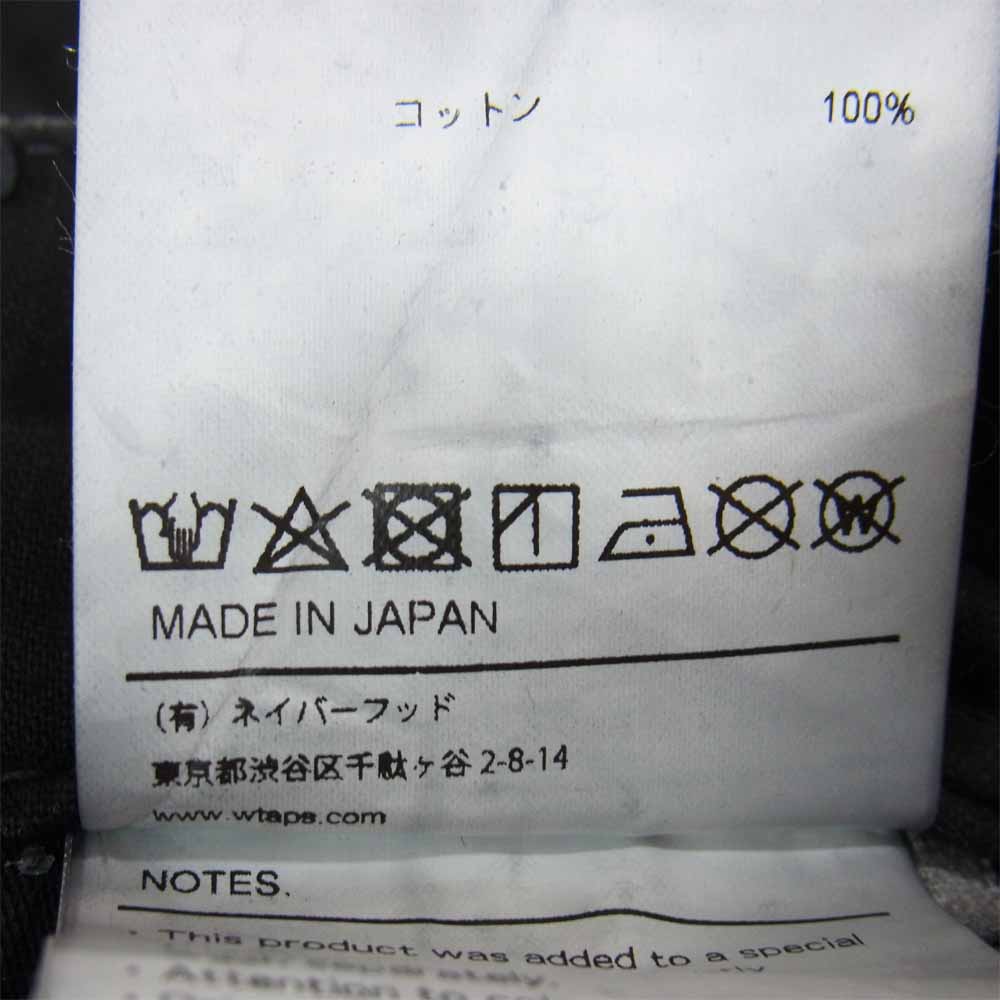 コットン 100%
W
MADE IN JAPAN
(有) ネイバーフッド
東京都渋谷区千駄ヶ谷 2-8-14
www.wtaps.com
NOTES.
・This product was added to a special
Attention to